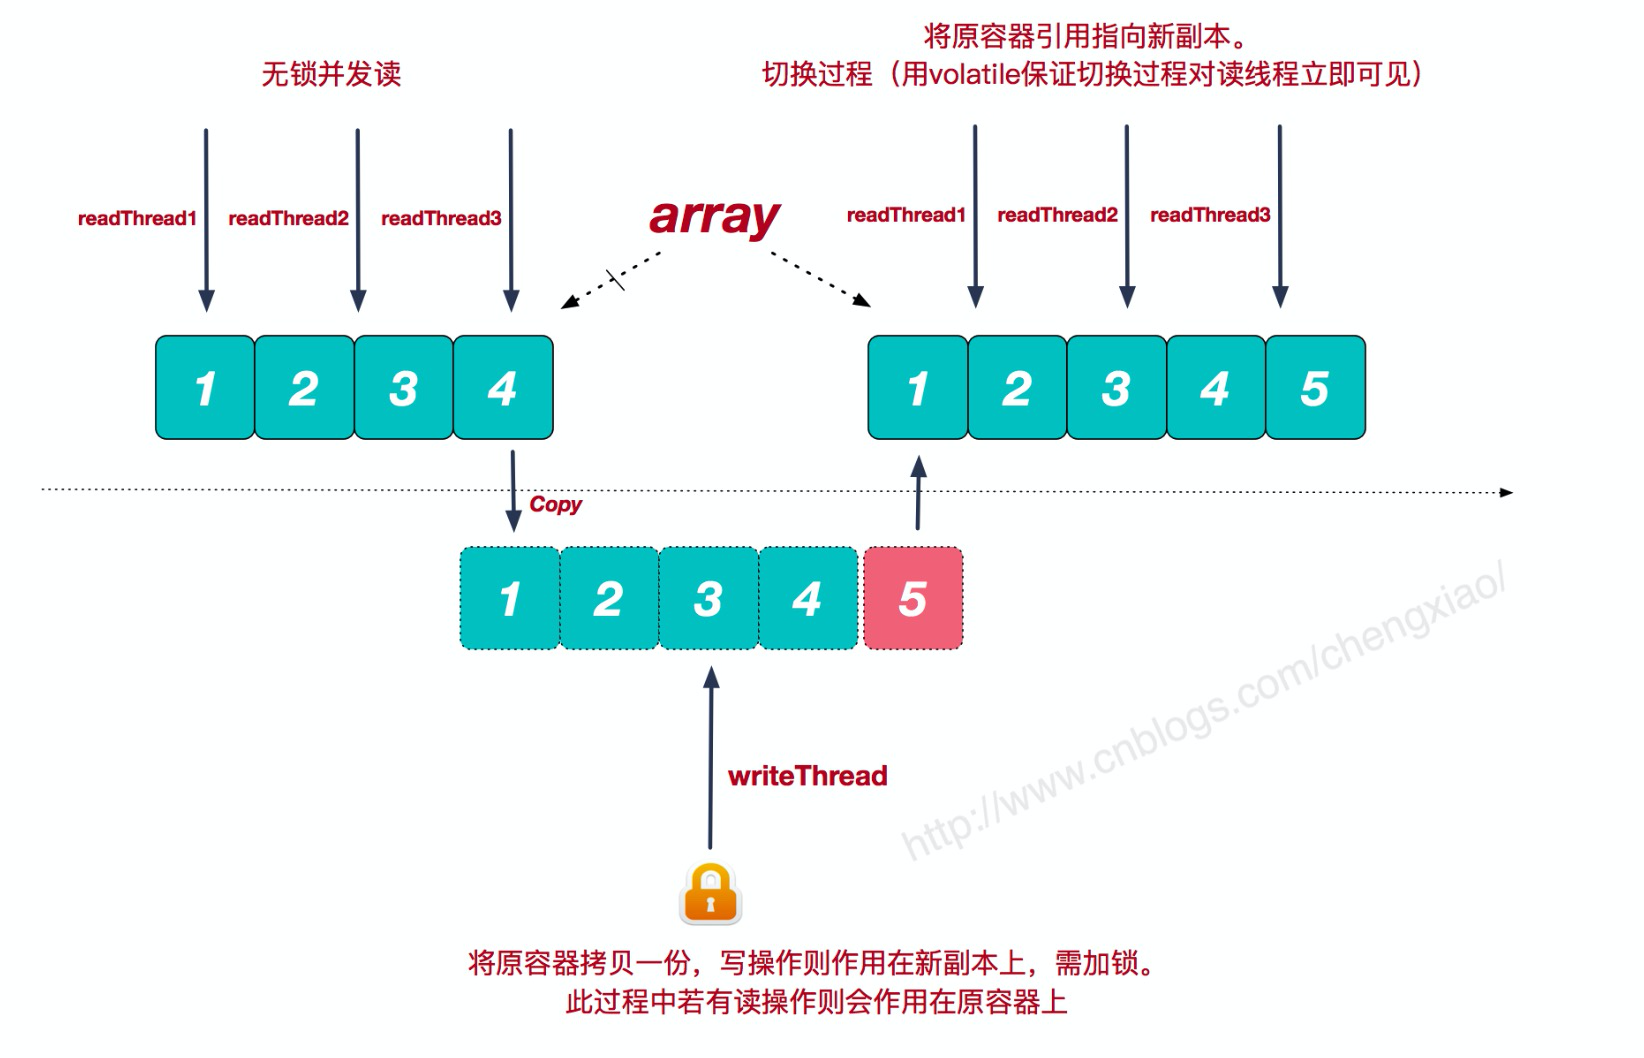 无锁并发读
将原容器引用指向新副本。
切换过程（用volatile保证切换过程对读线程立即可见）
readThread1 readThread2 readThread3
array
readThread1 readThread2 readThread3
1 2 3 4
1 2 3 4 5
Copy
1 2 3 4 5
writeThread
http://www.cnblogs.com/chengxiao/
将原容器拷贝一份，写操作则作用在新副本上，需加锁。
此过程中若有读操作则会作用在原容器上